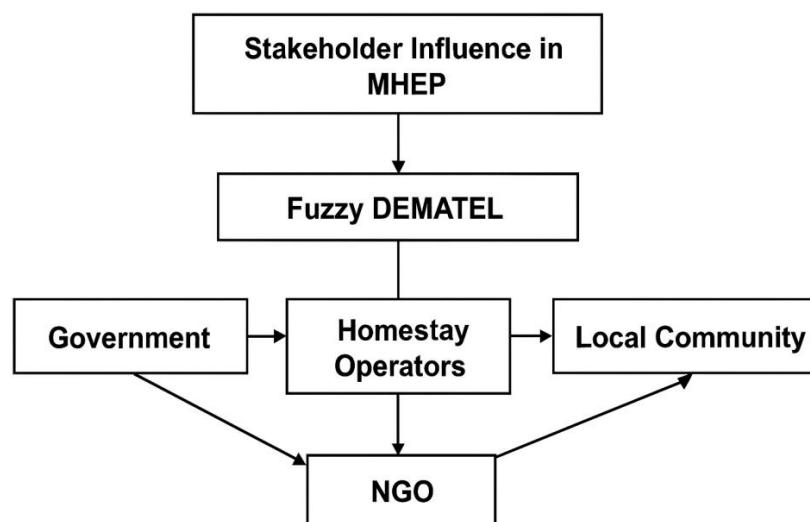 Stakeholder Influence in
MHEP
Fuzzy DEMATEL
Government
Homestay
Operators
Local Community
NGO